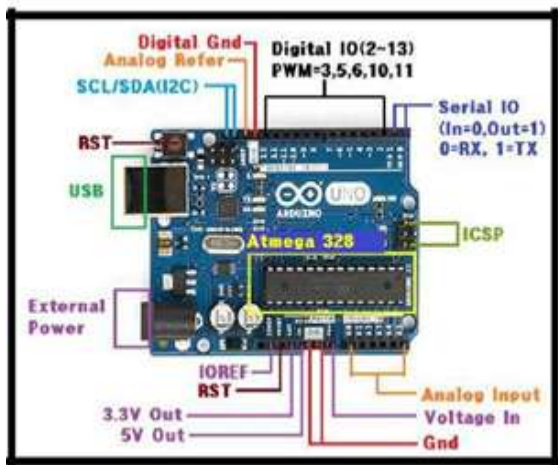 Digital Gnd
Analog Refer
SCL/SDA(I2C)
Digital IO(2~13)
PWM=3,5,6,10,11
Serial IO
(In=0,Out=1)
0=RX, 1=TX
RST
USB
UNO
ARDUINO
Atmega 328
ICSP
External
Power
IOREF
RST
3.3V Out
5V Out
Analog Input
Voltage In
Gnd